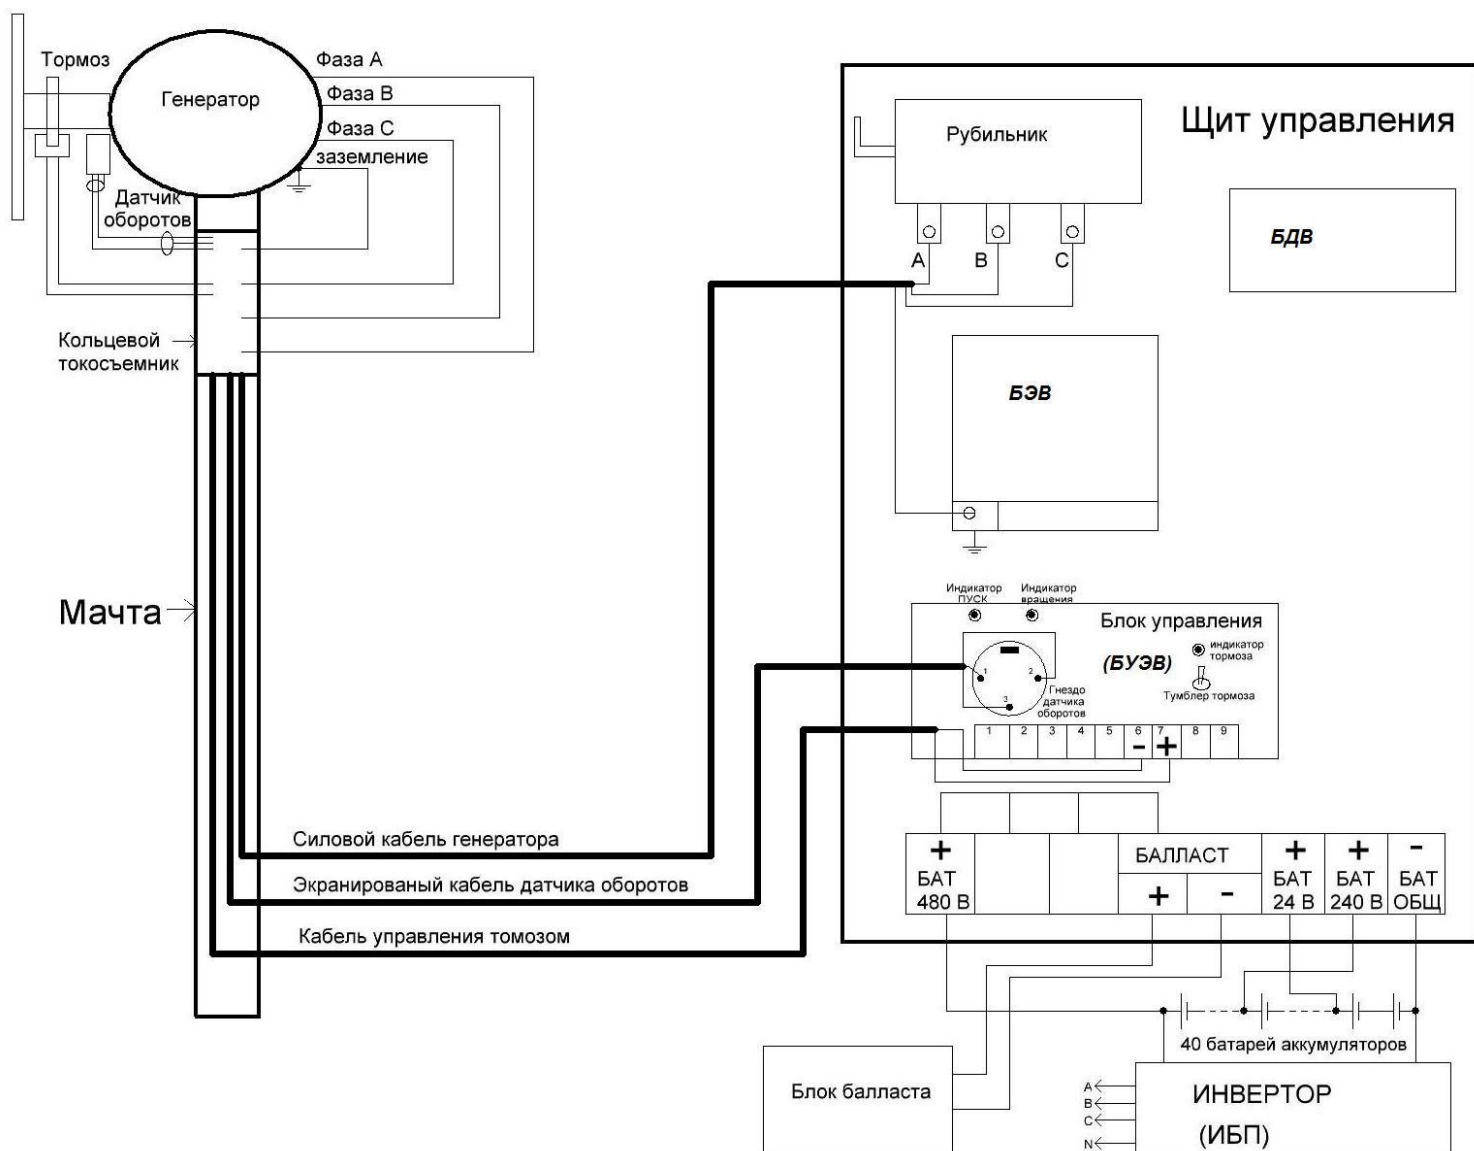 Тормоз
Генератор
Фаза А
Фаза В
Фаза С
заземление
Датчик
оборотов
Кольцевой
токосъемник
Мачта
Силовой кабель генератора
Экранированый кабель датчика оборотов
Кабель управления томозом
Щит управления
Рубильник
А
В
С
БДВ
БЭВ
Индикатор
ПУСК
Индикатор
вращения
Блок управления
(БУЭВ)
индикатор
тормоза
Тумблер тормоза
1
2
3
Гнездо
датчика
оборотов
1 2 3 4 5 6 7 8 9
- +
+
БАТ
480 В
БАЛЛАСТ
+ -
+
БАТ
24 В
+
БАТ
240 В
-
БАТ
ОБЩ
40 батарей аккумуляторов
Блок балласта
А
В
С
N
ИНВЕРТОР
(ИБП)